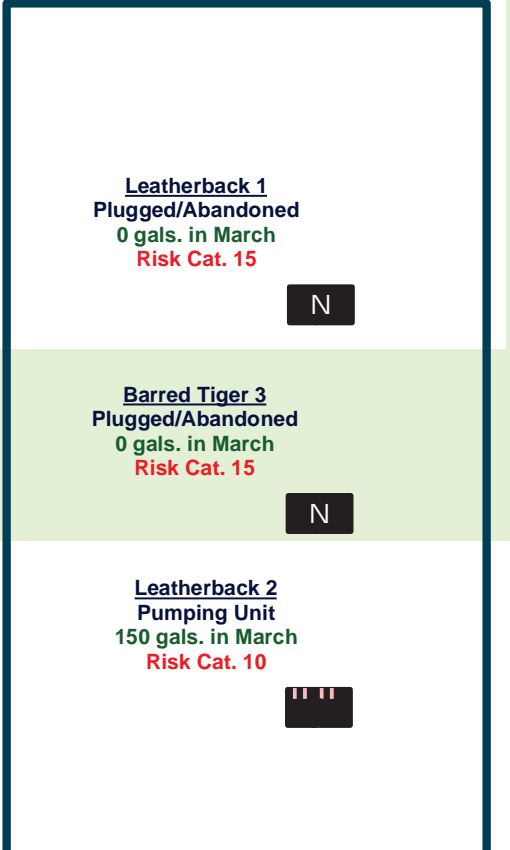 Leatherback 1
Plugged/Abandoned
0 gals. in March
Risk Cat. 15
N
Barred Tiger 3
Plugged/Abandoned
0 gals. in March
Risk Cat. 15
N
Leatherback 2
Pumping Unit
150 gals. in March
Risk Cat. 10